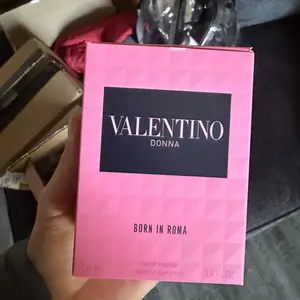 VALENTINO
DONNA
BORN IN ROMA
EAU DE PARFUM